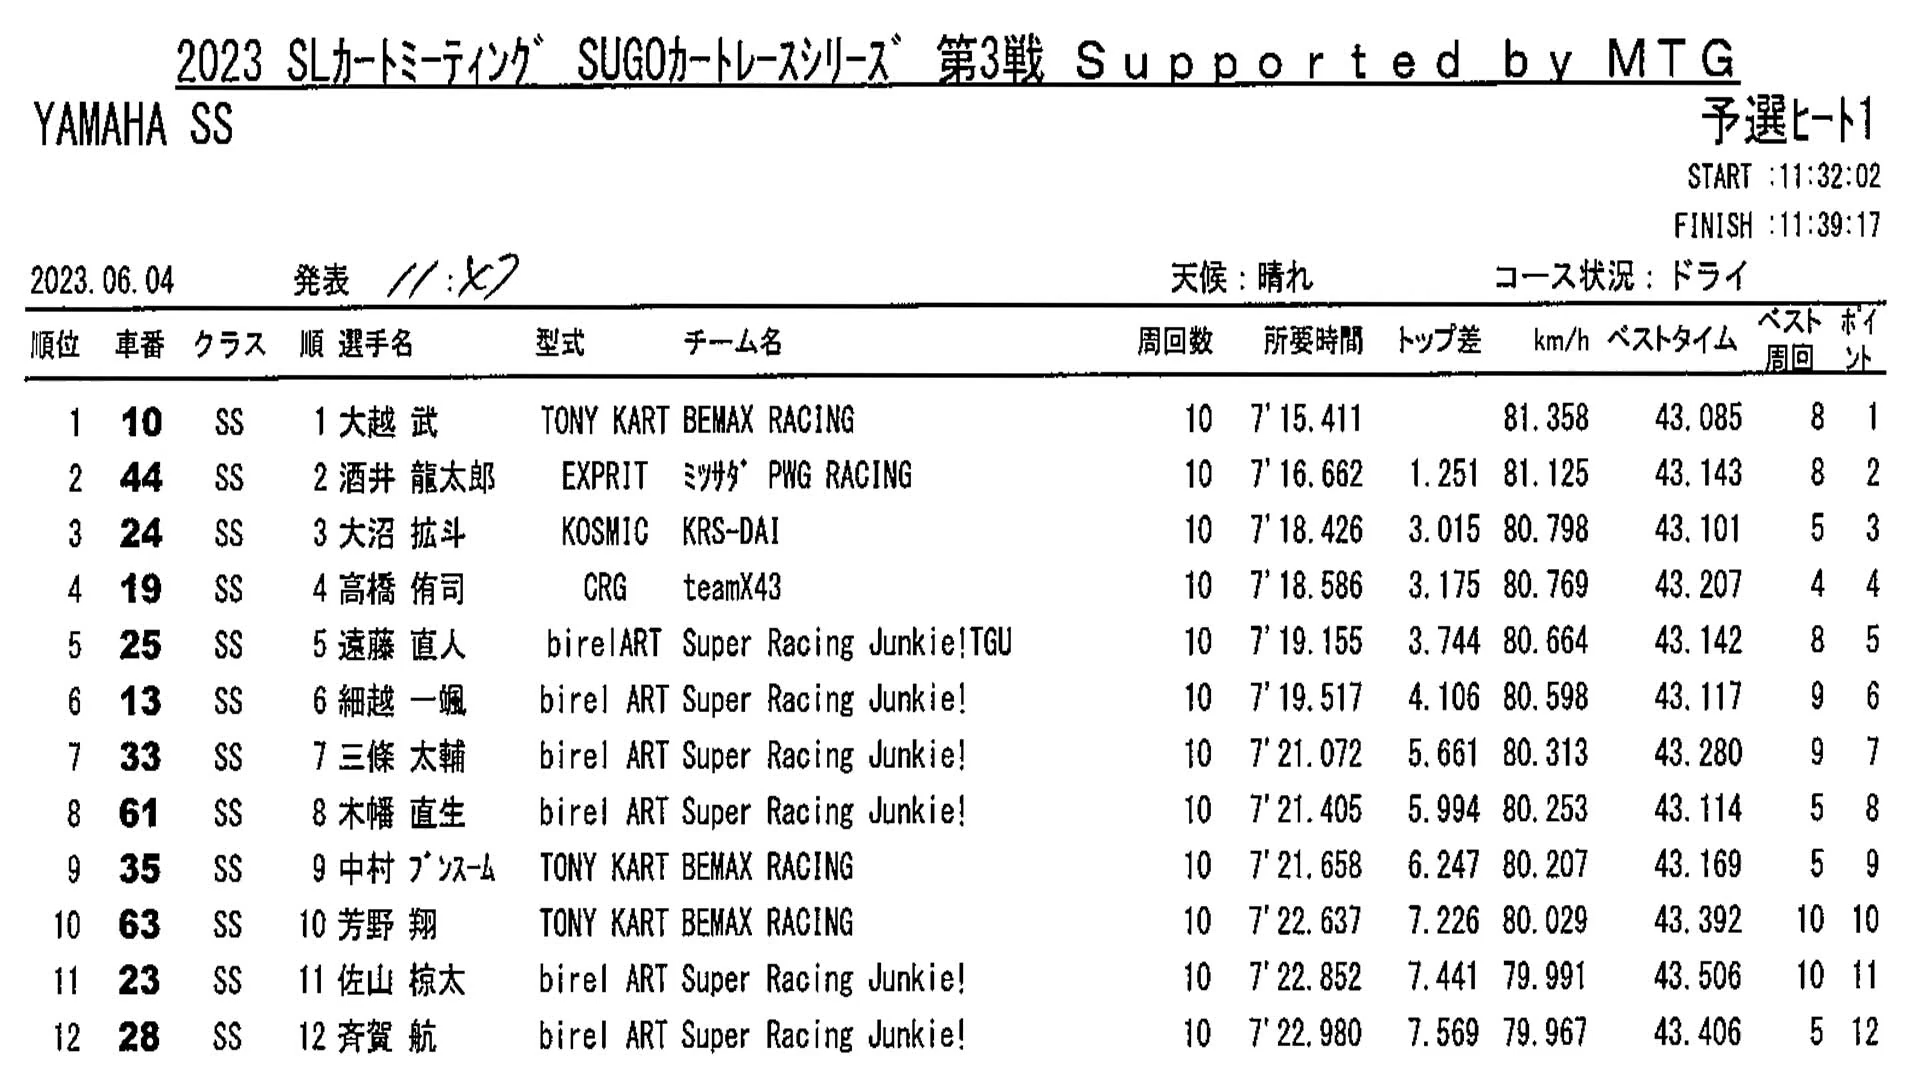 2023 SLカートミーティング SUGOカートレースシリーズ 第3戦 Supported by MTG
YAMAHA SS 予選ヒート1
START :11:32:02
FINISH :11:39:17
2023.06.04 発表 11:47 天候:晴れ コース状況:ドライ
順位 車番 クラス 順 選手名 型式 チーム名 周回数 所要時間 トップ差 km/h ベストタイム ベスト周回 ポイント
1 10 SS 1 大越 武 TONY KART BEMAX RACING 10 7'15.411 81.358 43.085 8 1
2 44 SS 2 酒井 龍太郎 EXPRIT ミツサダ PWG RACING 10 7'16.662 1.251 81.125 43.143 8 2
3 24 SS 3 大沼 拡斗 KOSMIC KRS-DAI 10 7'18.426 3.015 80.798 43.101 5 3
4 19 SS 4 高橋 侑司 CRG teamX43 10 7'18.586 3.175 80.769 43.207 4 4
5 25 SS 5 遠藤 直人 birelART Super Racing Junkie!TGU 10 7'19.155 3.744 80.664 43.142 8 5
6 13 SS 6 細越 一颯 birel ART Super Racing Junkie! 10 7'19.517 4.106 80.598 43.117 9 6
7 33 SS 7 三條 太輔 birel ART Super Racing Junkie! 10 7'21.072 5.661 80.313 43.280 9 7
8 61 SS 8 木幡 直生 birel ART Super Racing Junkie! 10 7'21.405 5.994 80.253 43.114 5 8
9 35 SS 9 中村 ブンスーム TONY KART BEMAX RACING 10 7'21.658 6.247 80.207 43.169 5 9
10 63 SS 10 芳野 翔 TONY KART BEMAX RACING 10 7'22.637 7.226 80.029 43.392 10 10
11 23 SS 11 佐山 椋太 birel ART Super Racing Junkie! 10 7'22.852 7.441 79.991 43.506 10 11
12 28 SS 12 斉賀 航 birel ART Super Racing Junkie! 10 7'22.980 7.569 79.967 43.406 5 12